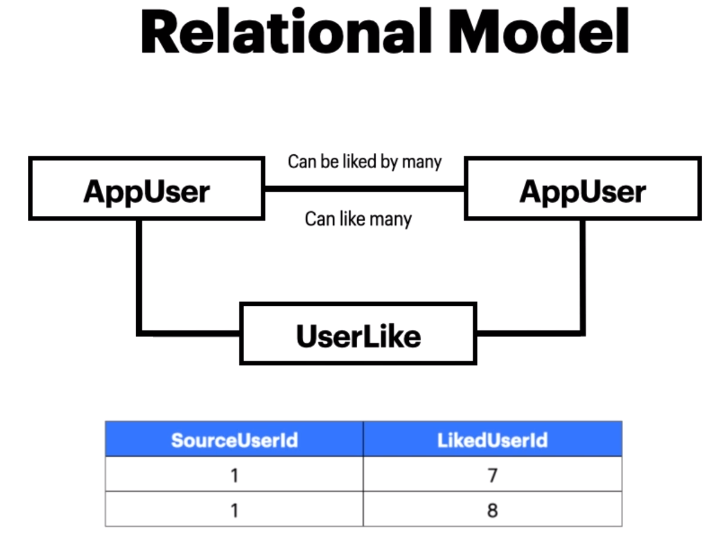 Relational Model
Can be liked by many
AppUser
AppUser
Can like many
UserLike
SourceUserId LikedUserId
1 7
1 8